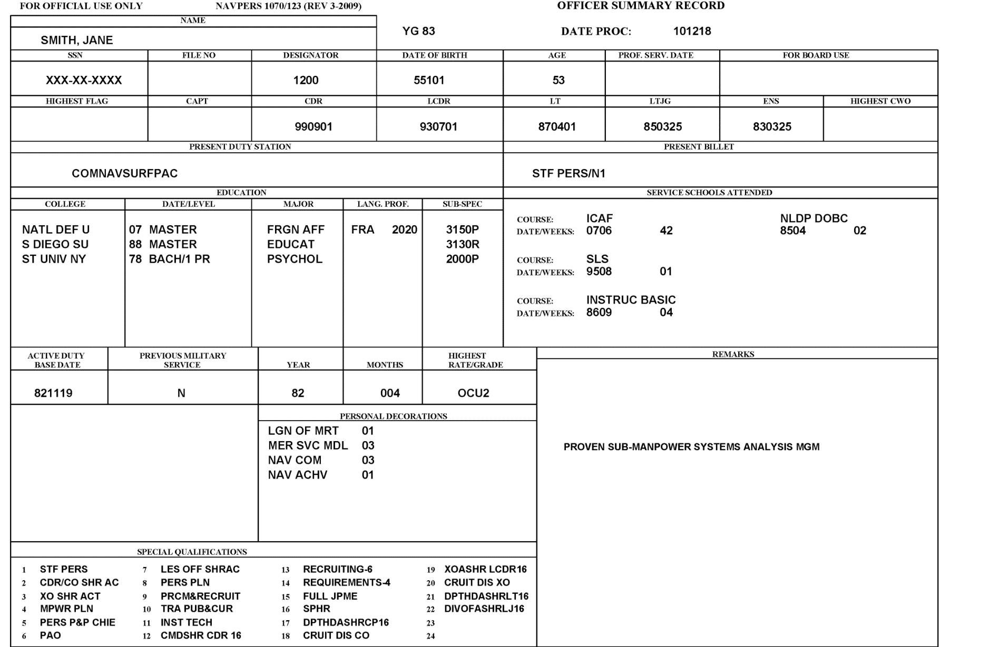 FOR OFFICIAL USE ONLY NAVPERS 1070/123 (REV 3-2009) OFFICER SUMMARY RECORD
NAME
SMITH, JANE
YG 83 DATE PROC: 101218
SSN FILE NO DESIGNATOR DATE OF BIRTH AGE PROF. SERV. DATE FOR BOARD USE
XXX-XX-XXXX 1200 55101 53
HIGHEST FLAG CAPT CDR LCDR LT LTJG ENS HIGHEST CWO
990901 930701 870401 850325 830325
PRESENT DUTY STATION PRESENT BILLET
COMNAVSURFPAC STF PERS/N1
EDUCATION SERVICE SCHOOLS ATTENDED
COLLEGE DATE/LEVEL MAJOR LANG. PROF. SUB-SPEC
NATL DEF U 07 MASTER FRGN AFF FRA 2020 3150P
S DIEGO SU 88 MASTER EDUCAT 3130R
ST UNIV NY 78 BACH/1 PR PSYCHOL 2000P
COURSE: ICAF NLDP DOBC
DATE/WEEKS: 0706 42 8504 02
COURSE: SLS
DATE/WEEKS: 9508 01
COURSE: INSTRUC BASIC
DATE/WEEKS: 8609 04
ACTIVE DUTY BASE DATE PREVIOUS MILITARY SERVICE YEAR MONTHS HIGHEST RATE/GRADE REMARKS
821119 N 82 004 OCU2
PERSONAL DECORATIONS
LGN OF MRT 01
MER SVC MDL 03
NAV COM 03
NAV ACHV 01
PROVEN SUB-MANPOWER SYSTEMS ANALYSIS MGM
SPECIAL QUALIFICATIONS
1 STF PERS 7 LES OFF SHRAC 13 RECRUITING-6 19 XOASHR LCDR16
2 CDR/CO SHR AC 8 PERS PLN 14 REQUIREMENTS-4 20 CRUIT DIS XO
3 XO SHR ACT 9 PRCM&RECRUIT 15 FULL JPME 21 DPTHDASHRLT16
4 MPWR PLN 10 TRA PUB&CUR 16 SPHR 22 DIVOFASHRLJ16
5 PERS P&P CHIE 11 INST TECH 17 DPTHDASHRCP16 23
6 PAO 12 CMDSHR CDR 16 18 CRUIT DIS CO 24